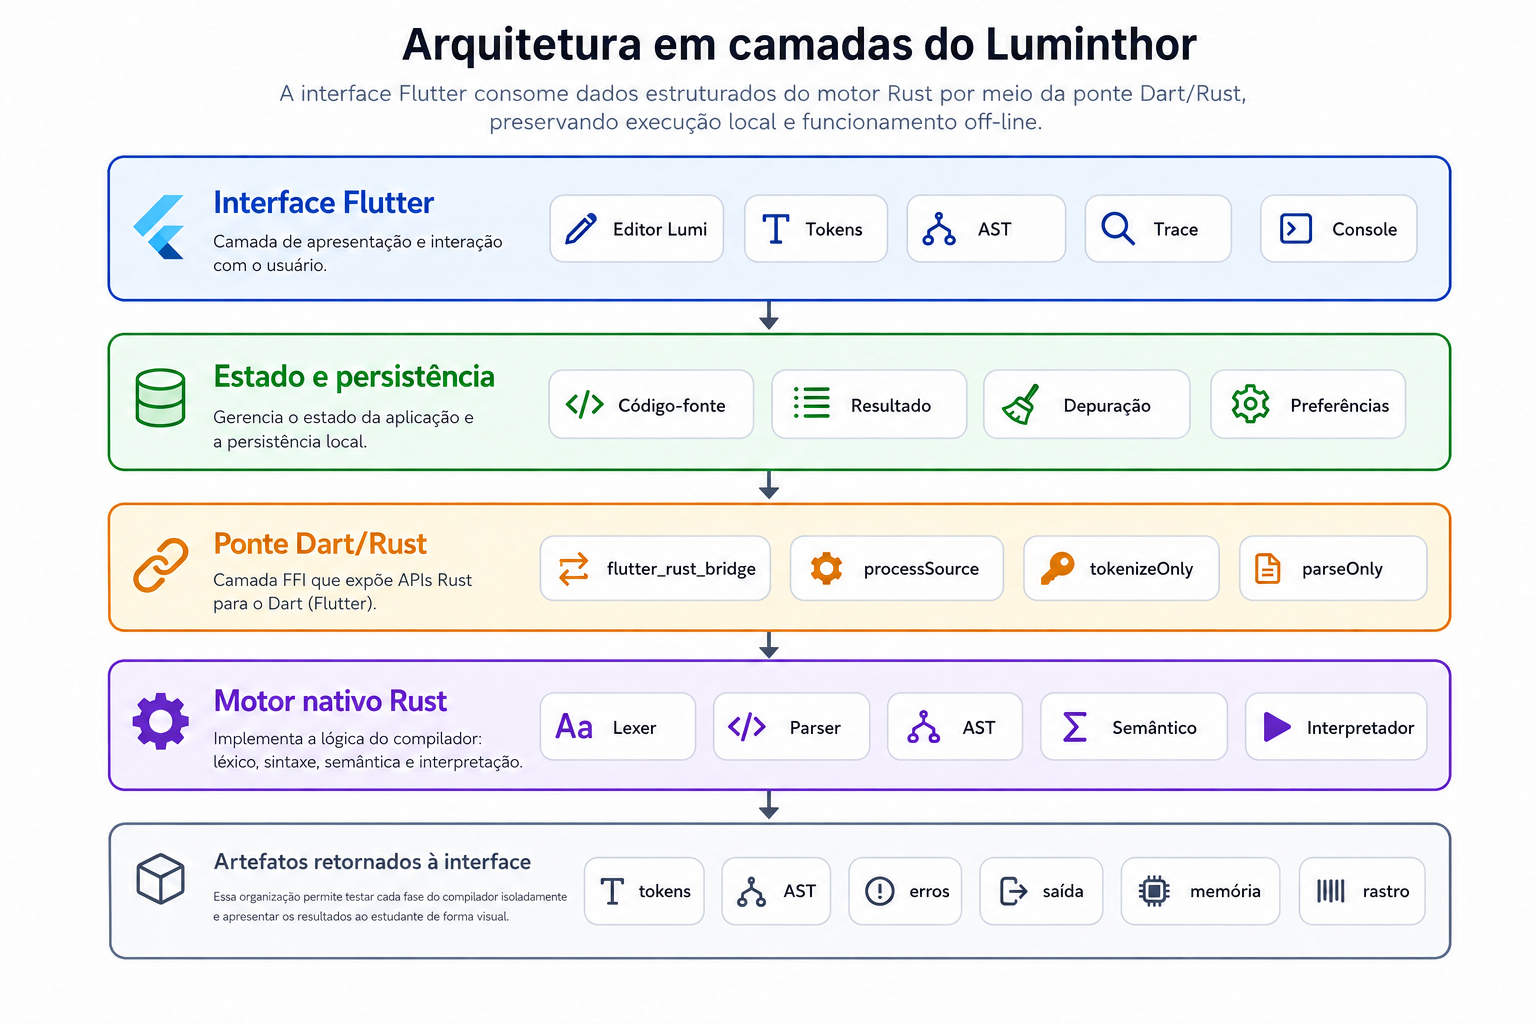 Arquitetura em camadas do Luminthor
A interface Flutter consome dados estruturados do motor Rust por meio da ponte Dart/Rust,
preservando execução local e funcionamento off-line.
Interface Flutter
Camada de apresentação e interação
com o usuário.
Editor Lumi
Tokens
AST
Trace
Console
Estado e persistência
Gerencia o estado da aplicação e
a persistência local.
Código-fonte
Resultado
Depuração
Preferências
Ponte Dart/Rust
Camada FFI que expõe APIs Rust
para o Dart (Flutter).
flutter_rust_bridge
processSource
tokenizeOnly
parseOnly
Motor nativo Rust
Implementa a lógica do compilador:
léxico, sintaxe, semântica e interpretação.
Aa Lexer
Parser
AST
Semântico
Interpretador
Artefatos retornados à interface
Essa organização permite testar cada fase do compilador isoladamente
e apresentar os resultados ao estudante de forma visual.
tokens
AST
erros
saída
memória
rastro